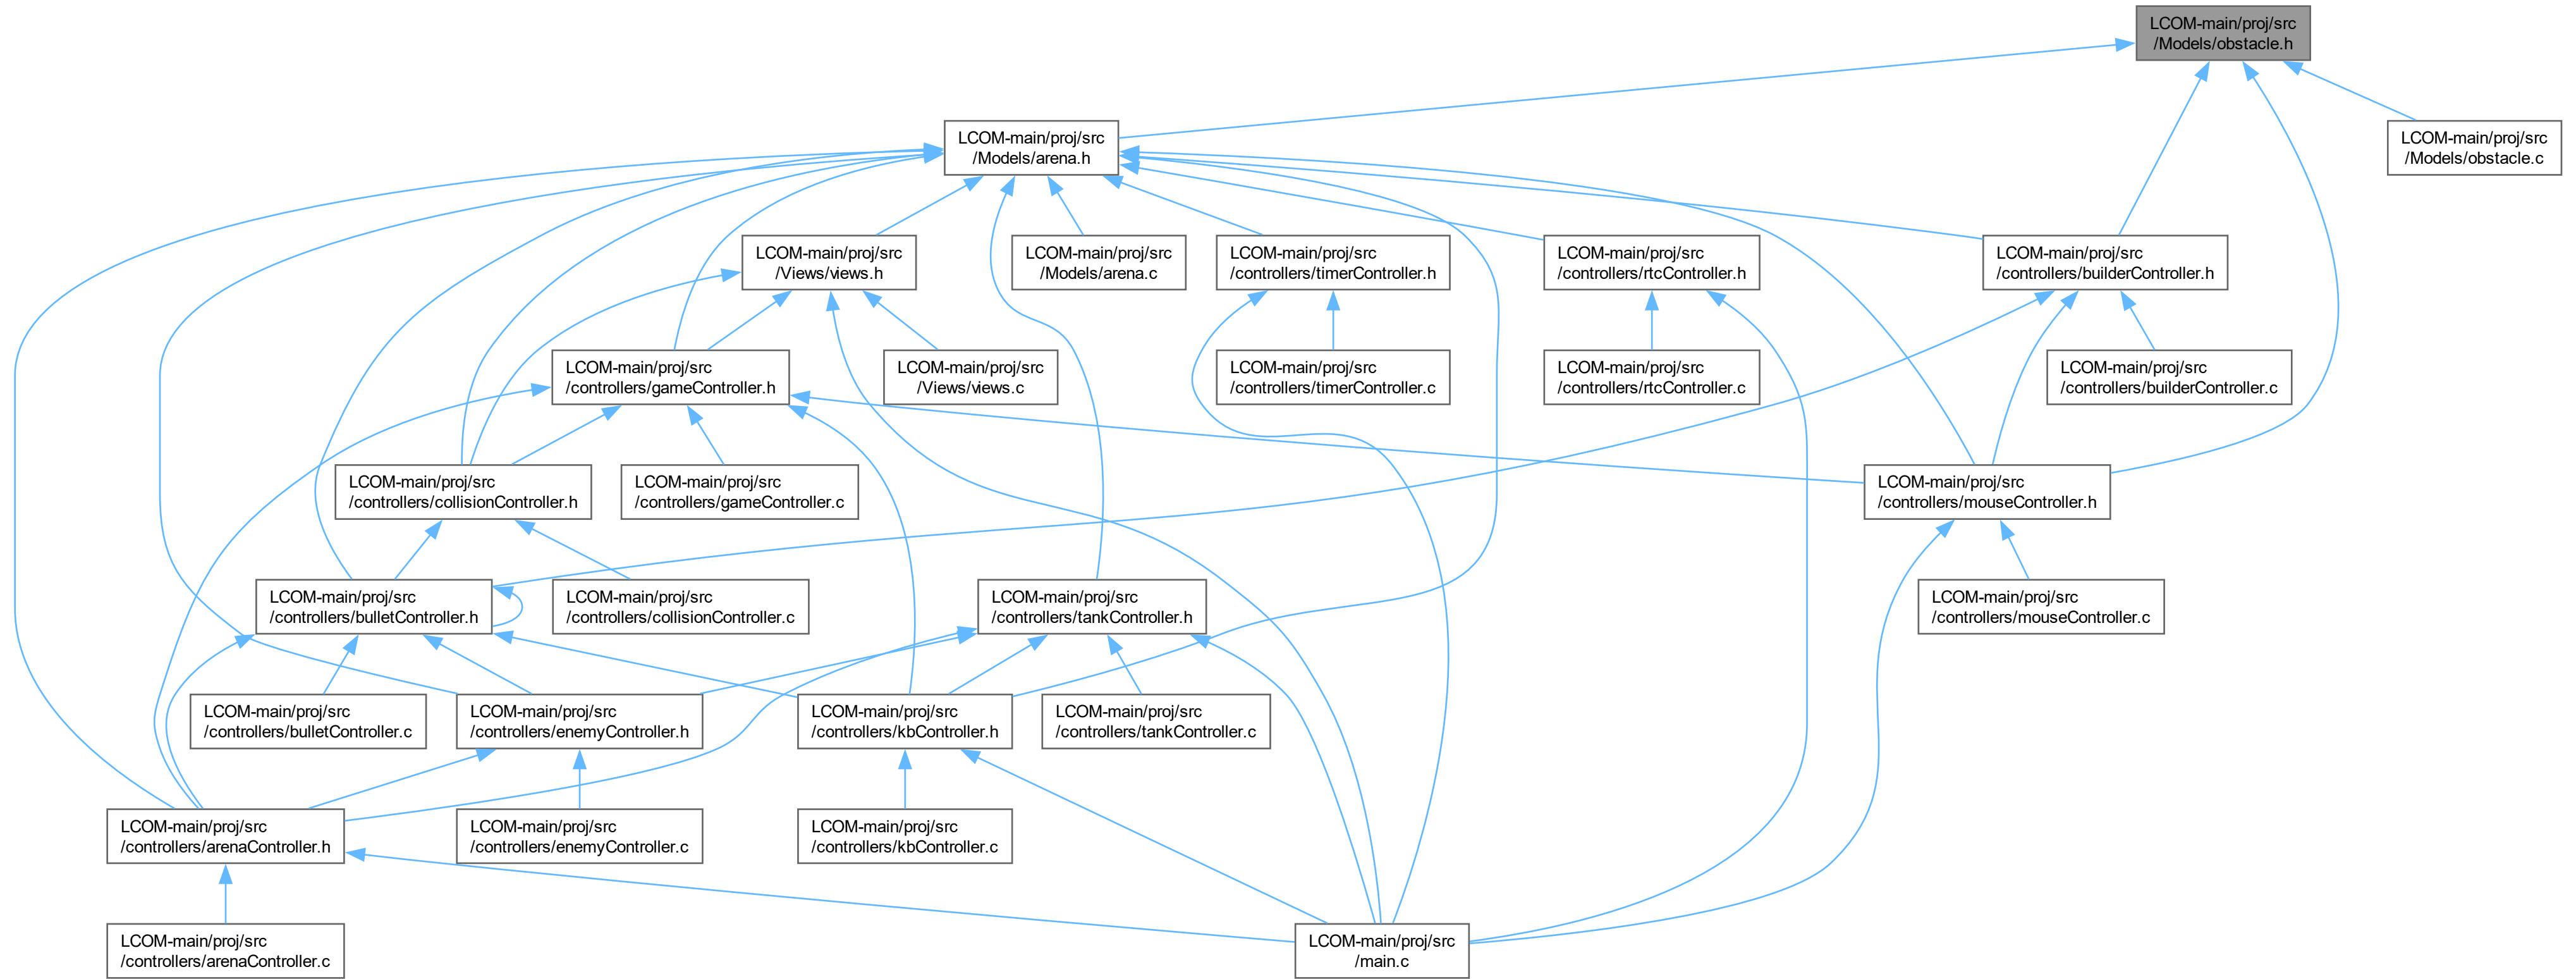 LCOM-main/proj/src
/Models/obstacle.h
LCOM-main/proj/src
/Models/arena.h
LCOM-main/proj/src
/Models/obstacle.c
LCOM-main/proj/src
/Views/views.h
LCOM-main/proj/src
/Models/arena.c
LCOM-main/proj/src
/controllers/timerController.h
LCOM-main/proj/src
/controllers/rtcController.h
LCOM-main/proj/src
/controllers/builderController.h
LCOM-main/proj/src
/controllers/gameController.h
LCOM-main/proj/src
/Views/views.c
LCOM-main/proj/src
/controllers/timerController.c
LCOM-main/proj/src
/controllers/rtcController.c
LCOM-main/proj/src
/controllers/builderController.c
LCOM-main/proj/src
/controllers/collisionController.h
LCOM-main/proj/src
/controllers/gameController.c
LCOM-main/proj/src
/controllers/mouseController.h
LCOM-main/proj/src
/controllers/bulletController.h
LCOM-main/proj/src
/controllers/collisionController.c
LCOM-main/proj/src
/controllers/tankController.h
LCOM-main/proj/src
/controllers/mouseController.c
LCOM-main/proj/src
/controllers/bulletController.c
LCOM-main/proj/src
/controllers/enemyController.h
LCOM-main/proj/src
/controllers/kbController.h
LCOM-main/proj/src
/controllers/tankController.c
LCOM-main/proj/src
/controllers/arenaController.h
LCOM-main/proj/src
/controllers/enemyController.c
LCOM-main/proj/src
/controllers/kbController.c
LCOM-main/proj/src
/controllers/arenaController.c
LCOM-main/proj/src
/main.c